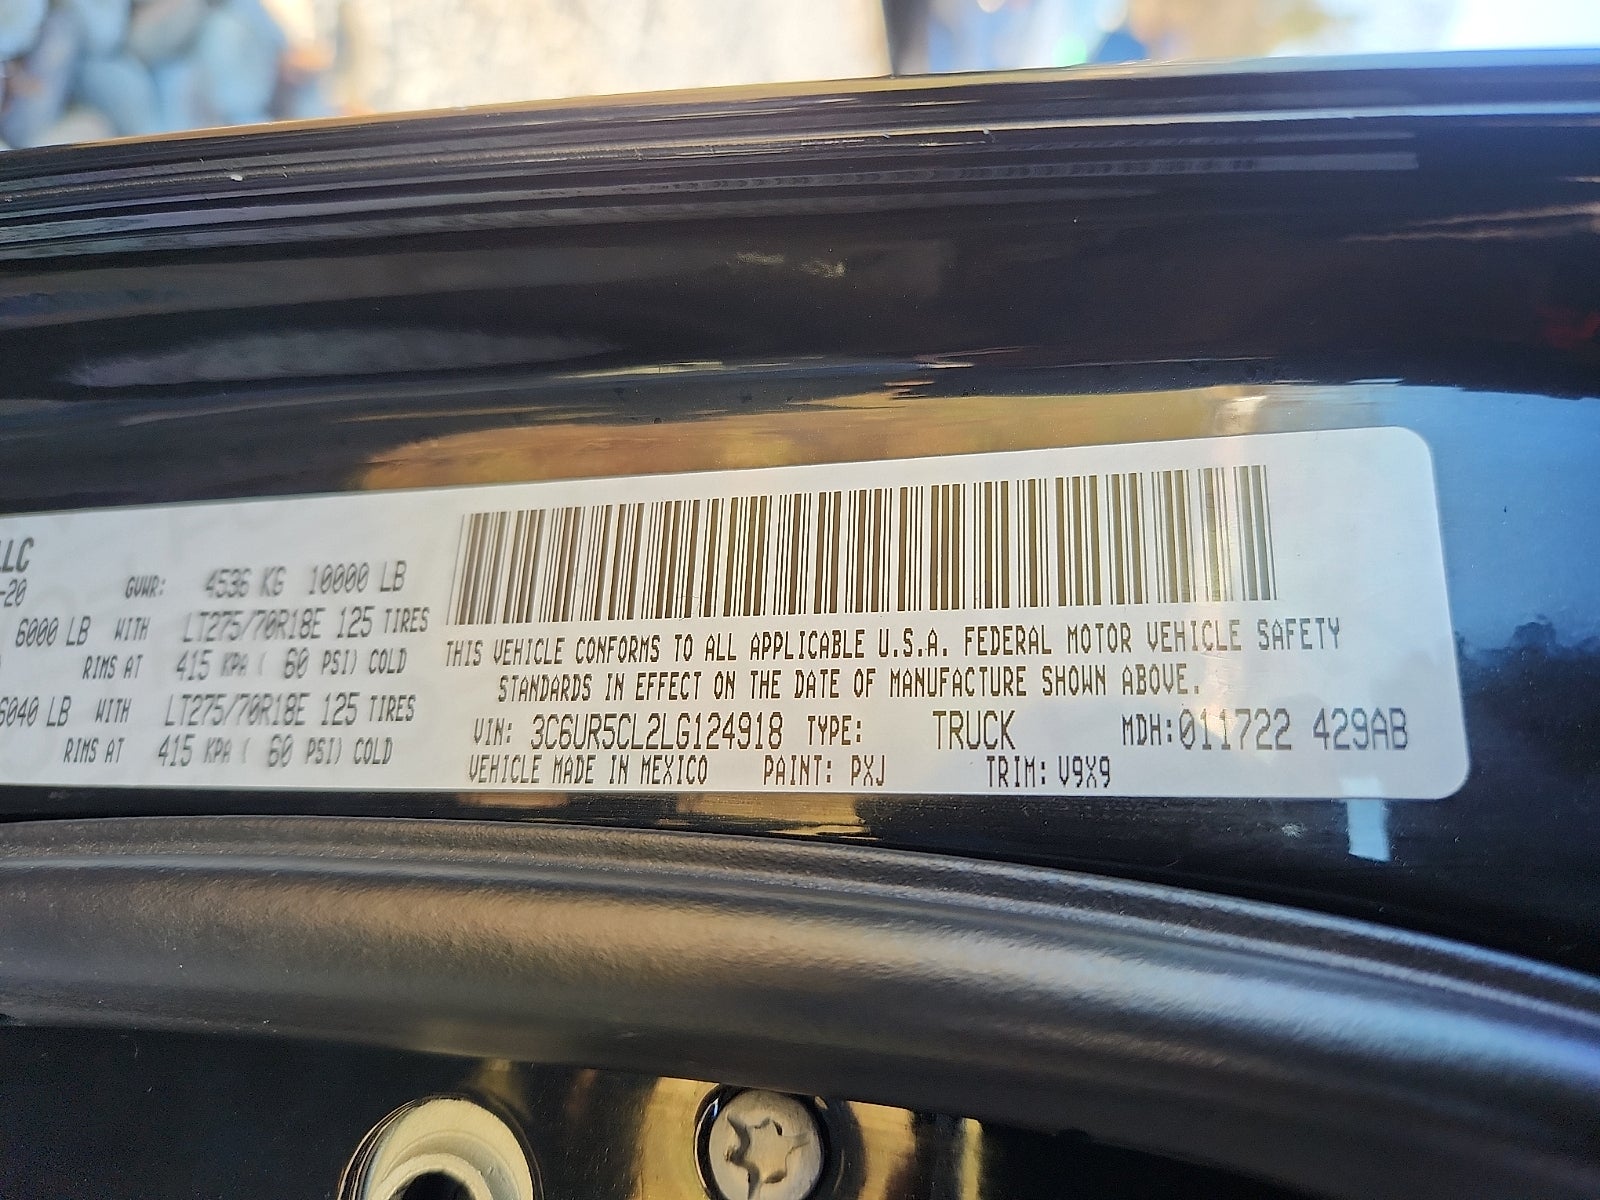 LLC
-20 GVWR: 4536 KG 10000 LB
6000 LB WITH LT275/70R18E 125 TIRES
RIMS AT 415 KPA ( 60 PSI) COLD
6040 LB WITH LT275/70R18E 125 TIRES
RIMS AT 415 KPA ( 60 PSI) COLD
THIS VEHICLE CONFORMS TO ALL APPLICABLE U.S.A. FEDERAL MOTOR VEHICLE SAFETY
STANDARDS IN EFFECT ON THE DATE OF MANUFACTURE SHOWN ABOVE.
VIN: 3C6UR5CL2LG124918 TYPE: TRUCK MDH:011722 429AB
VEHICLE MADE IN MEXICO PAINT: PXJ TRIM: V9X9